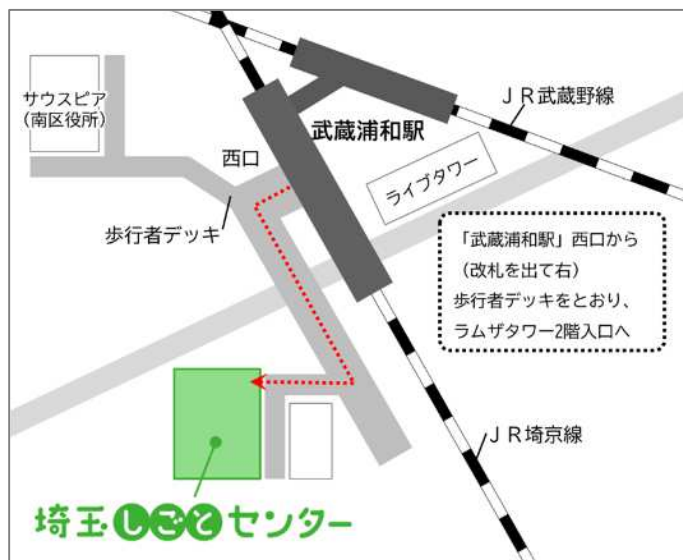 サウスピア
（南区役所）
西口
武蔵浦和駅
ＪＲ武蔵野線
ライブタワー
歩行者デッキ
「武蔵浦和駅」西口から
（改札を出て右）
歩行者デッキをとおり、
ラムザタワー2階入口へ
ＪＲ埼京線
埼玉しごとセンター